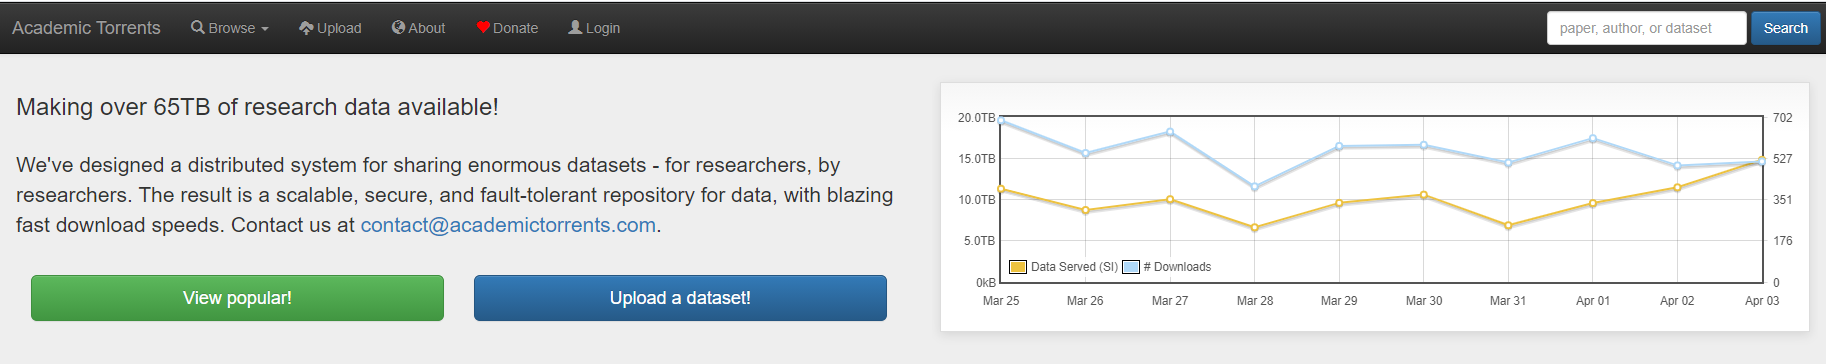 Academic Torrents Browse Upload About Donate Login paper, author, or dataset Search
Making over 65TB of research data available!
We've designed a distributed system for sharing enormous datasets - for researchers, by
researchers. The result is a scalable, secure, and fault-tolerant repository for data, with blazing
fast download speeds. Contact us at contact@academictorrents.com.
View popular! Upload a dataset!
20.0TB 702
15.0TB 527
10.0TB 351
5.0TB 176
Data Served (SI) # Downloads
0kB 0
Mar 25 Mar 26 Mar 27 Mar 28 Mar 29 Mar 30 Mar 31 Apr 01 Apr 02 Apr 03